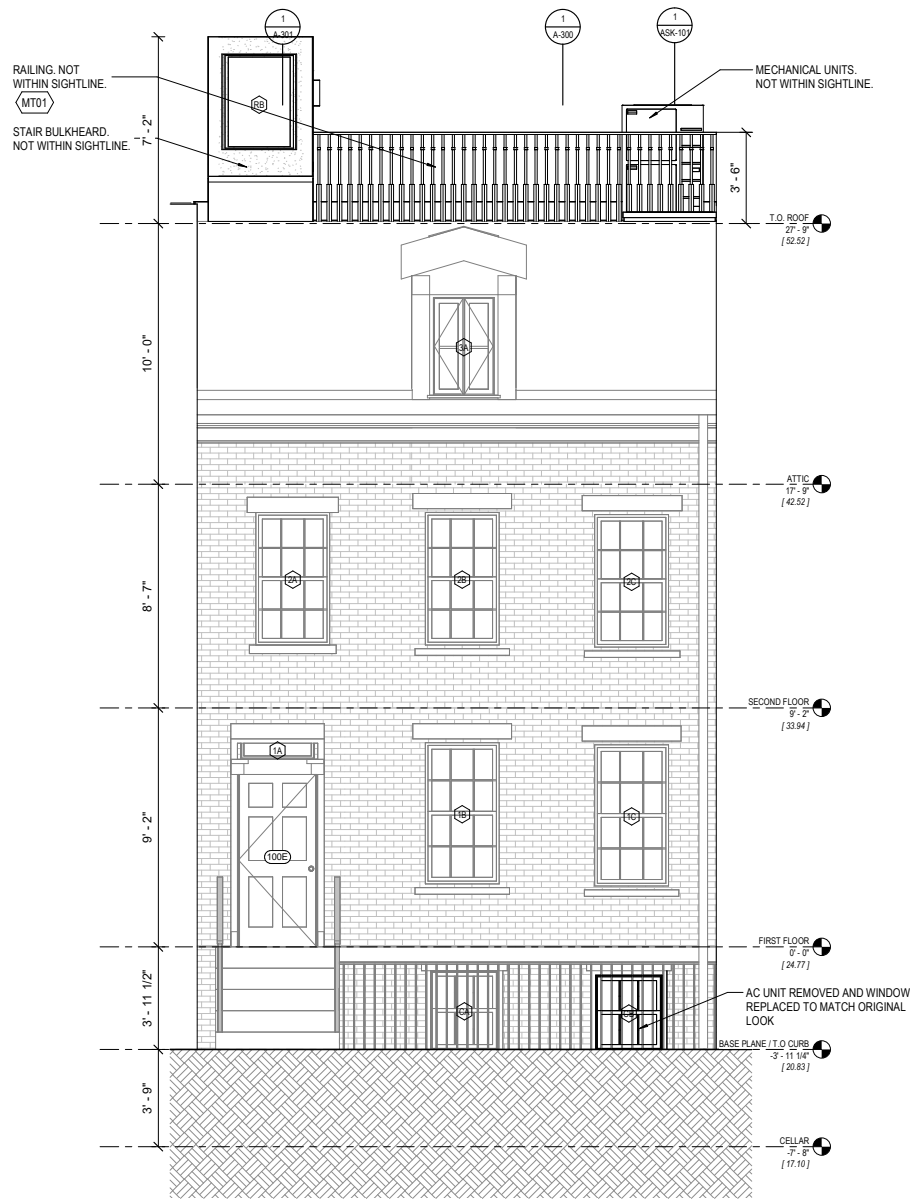 1
A-301
1
A-300
1
ASK-101
RAILING. NOT
WITHIN SIGHTLINE.
MT01
STAIR BULKHEARD.
NOT WITHIN SIGHTLINE.
MECHANICAL UNITS.
NOT WITHIN SIGHTLINE.
RB
7' - 2"
3' - 6"
T.O. ROOF
27' - 9"
[ 52.52 ]
10' - 0"
3A
ATTIC
17' - 9"
[ 42.52 ]
8' - 7"
2A
2B
2C
SECOND FLOOR
9' - 2"
[ 33.94 ]
9' - 2"
1A
1B
1C
100E
FIRST FLOOR
0' - 0"
[ 24.77 ]
3' - 11 1/2"
CA
CB
AC UNIT REMOVED AND WINDOW
REPLACED TO MATCH ORIGINAL
LOOK
BASE PLANE / T.O CURB
-3' - 11 1/4"
[ 20.83 ]
3' - 9"
CELLAR
-7' - 8"
[ 17.10 ]